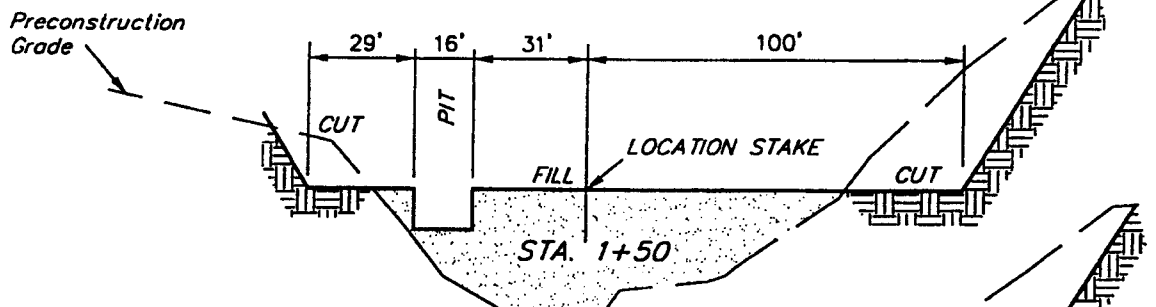 Preconstruction
Grade
29'
16'
31'
100'
PIT
CUT
LOCATION STAKE
FILL
CUT
STA. 1+50